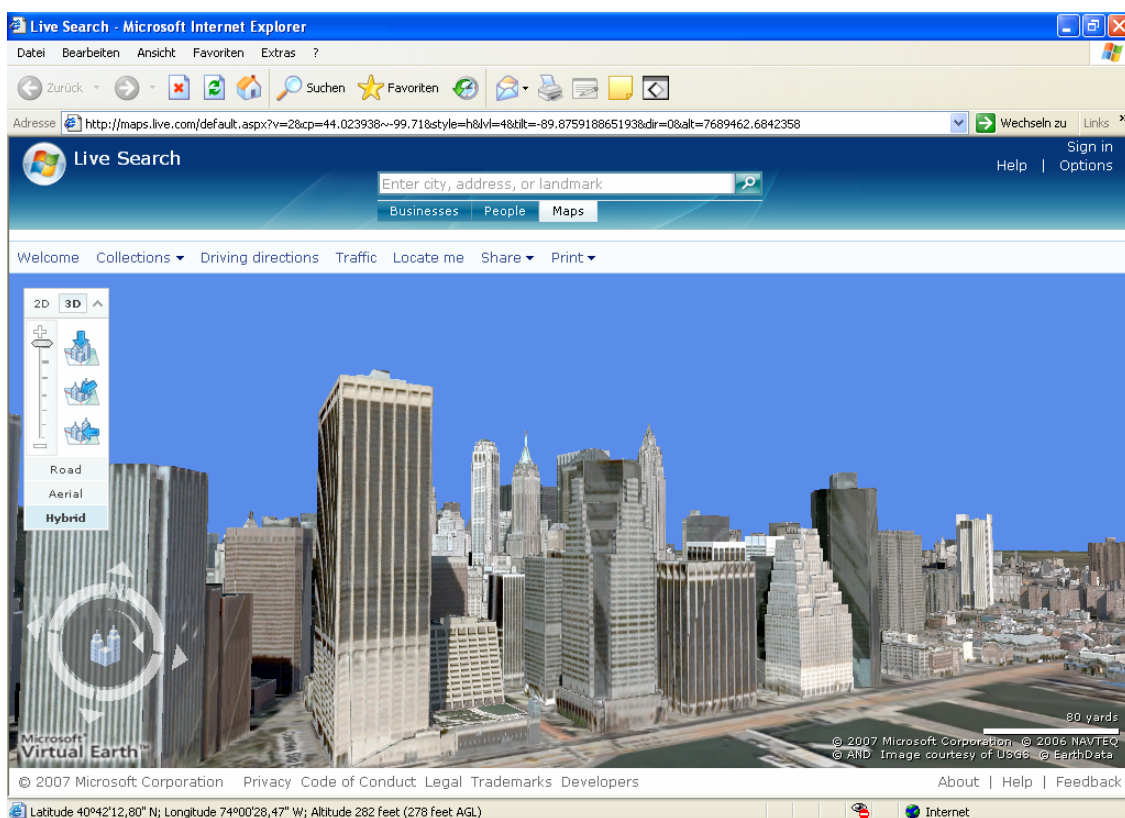 Live Search - Microsoft Internet Explorer
Datei Bearbeiten Ansicht Favoriten Extras ?
Zurück Suchen Favoriten
Adresse http://maps.live.com/default.aspx?v=2&cp=44.023938~-99.71&style=h&lvl=4&tilt=-89.875918865193&dir=0&alt=7689462.6842358 Wechseln zu Links »
Live Search
Sign in
Help | Options
Enter city, address, or landmark
Businesses People Maps
Welcome Collections Driving directions Traffic Locate me Share Print
2D 3D
Road
Aerial
Hybrid
N
80 yards
Microsoft®
Virtual Earth™
© 2007 Microsoft Corporation © 2006 NAVTEQ
© AND Image courtesy of USGS © EarthData
© 2007 Microsoft Corporation Privacy Code of Conduct Legal Trademarks Developers About | Help | Feedback
Latitude 40°42'12,80" N; Longitude 74°00'28,47" W; Altitude 282 feet (278 feet AGL) Internet